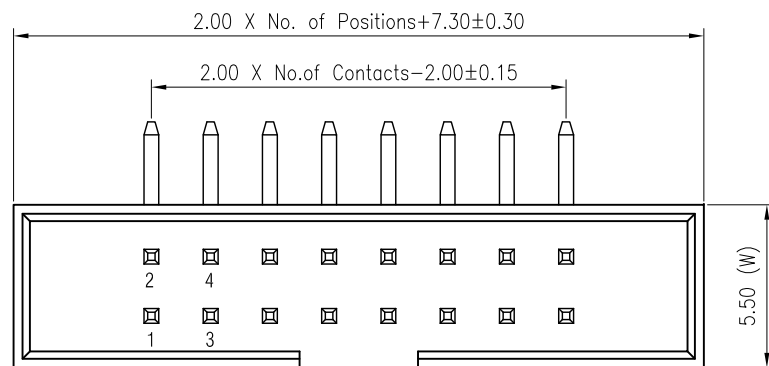 2.00 X No. of Positions+7.30±0.30
2.00 X No.of Contacts-2.00±0.15
5.50 (W)
2 4
1 3